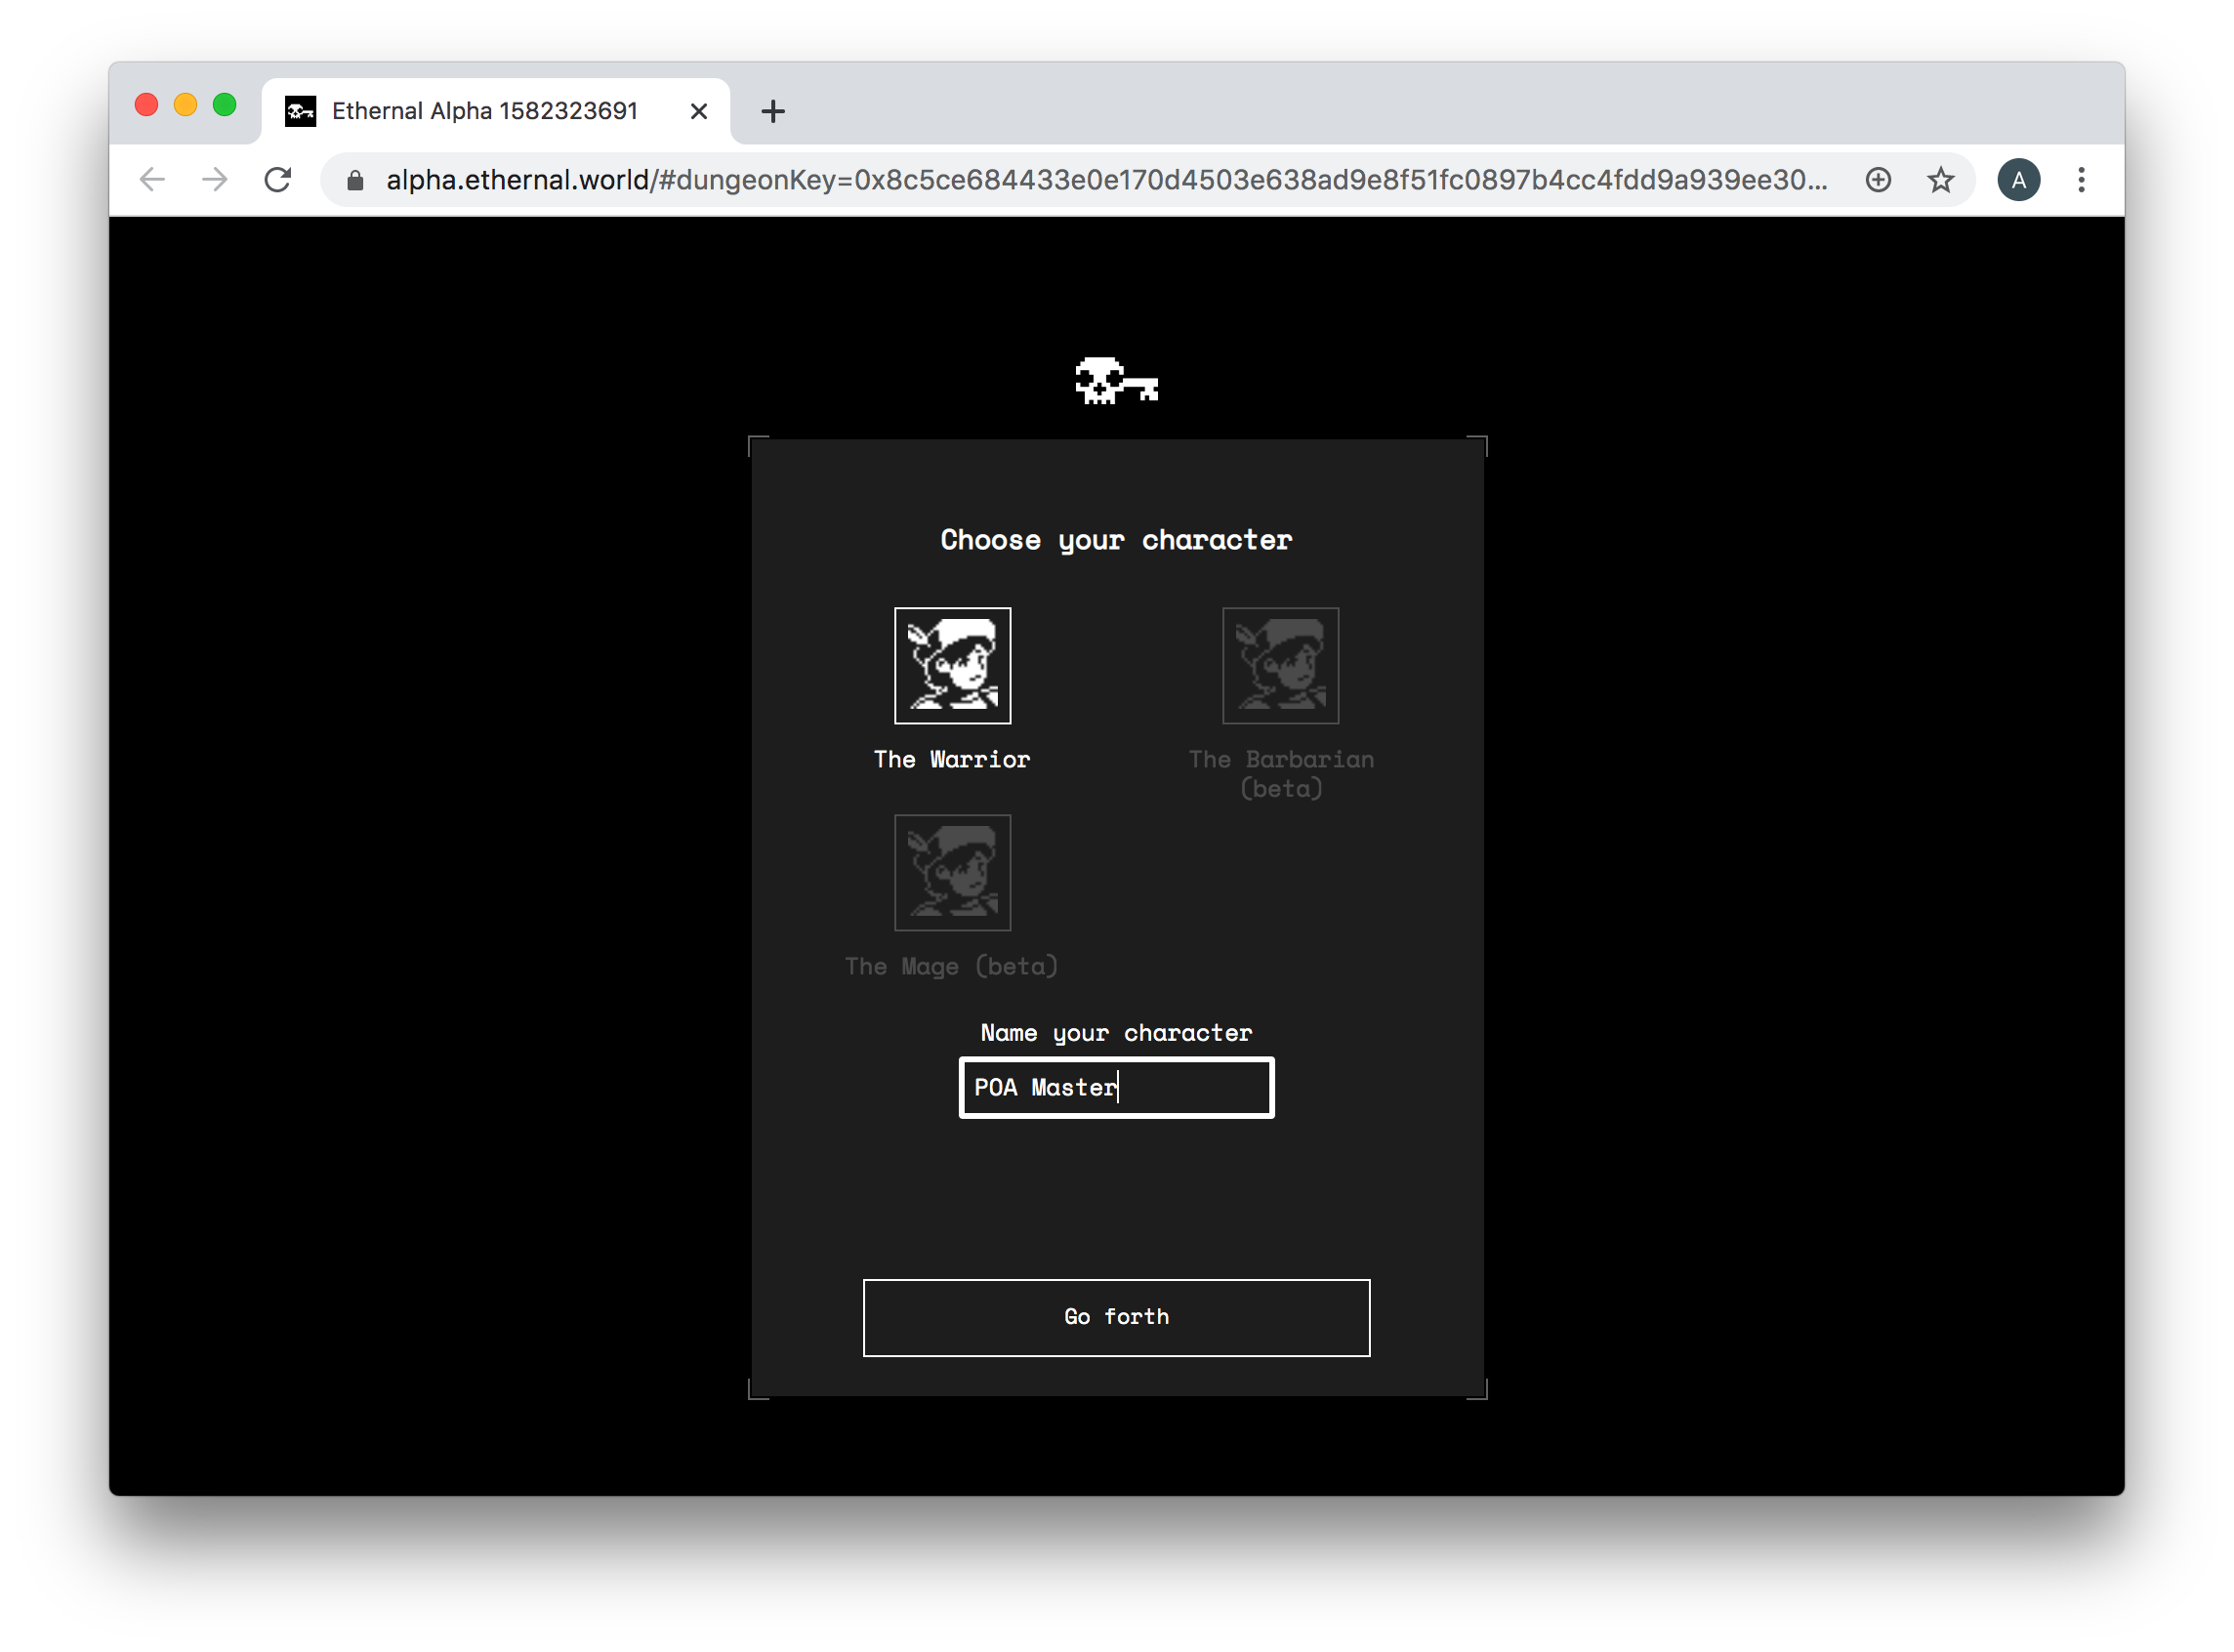 Ethernal Alpha 1582323691
alpha.ethernal.world/#dungeonKey=0x8c5ce684433e0e170d4503e638ad9e8f51fc0897b4cc4fdd9a939ee30...
A
Choose your character
The Warrior
The Barbarian
(beta)
The Mage (beta)
Name your character
POA Master
Go forth